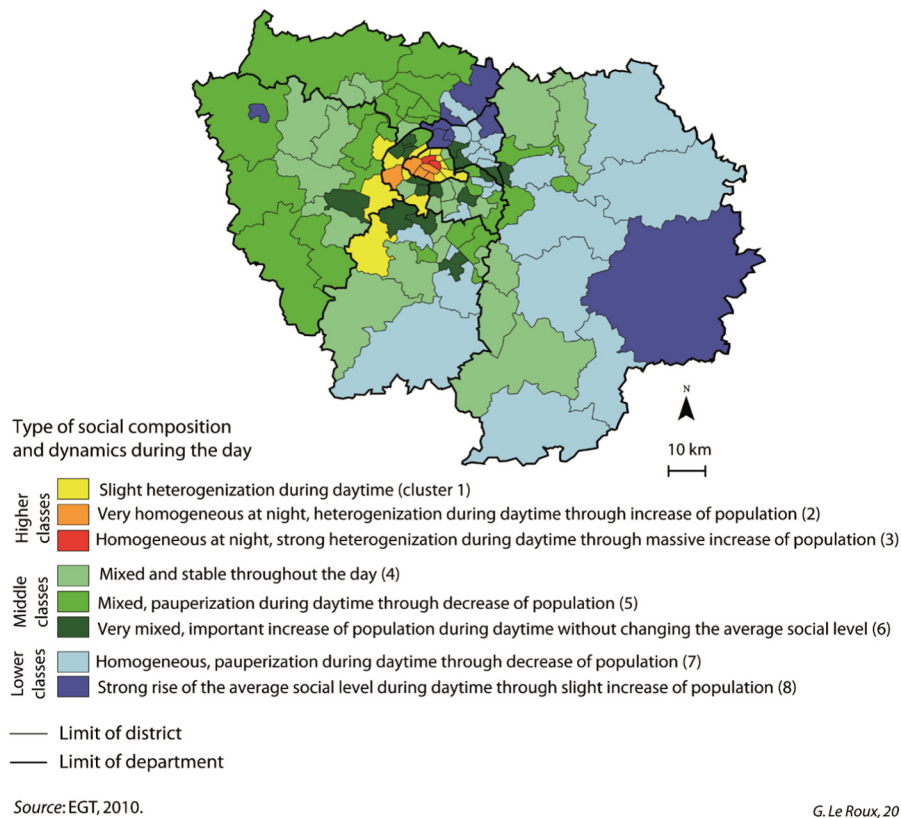 N
10 km
Type of social composition
and dynamics during the day
Higher
classes
Slight heterogenization during daytime (cluster 1)
Very homogeneous at night, heterogenization during daytime through increase of population (2)
Homogeneous at night, strong heterogenization during daytime through massive increase of population (3)
Middle
classes
Mixed and stable throughout the day (4)
Mixed, pauperization during daytime through decrease of population (5)
Very mixed, important increase of population during daytime without changing the average social level (6)
Lower
classes
Homogeneous, pauperization during daytime through decrease of population (7)
Strong rise of the average social level during daytime through slight increase of population (8)
Limit of district
Limit of department
Source: EGT, 2010.
G. Le Roux, 20